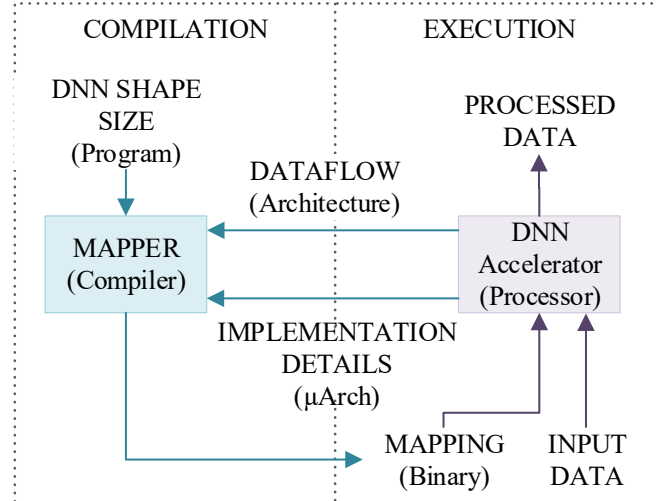 COMPILATION
EXECUTION
DNN SHAPE
SIZE
(Program)
PROCESSED
DATA
DATAFLOW
(Architecture)
MAPPER
(Compiler)
DNN
Accelerator
(Processor)
IMPLEMENTATION
DETAILS
(μArch)
MAPPING
(Binary)
INPUT
DATA